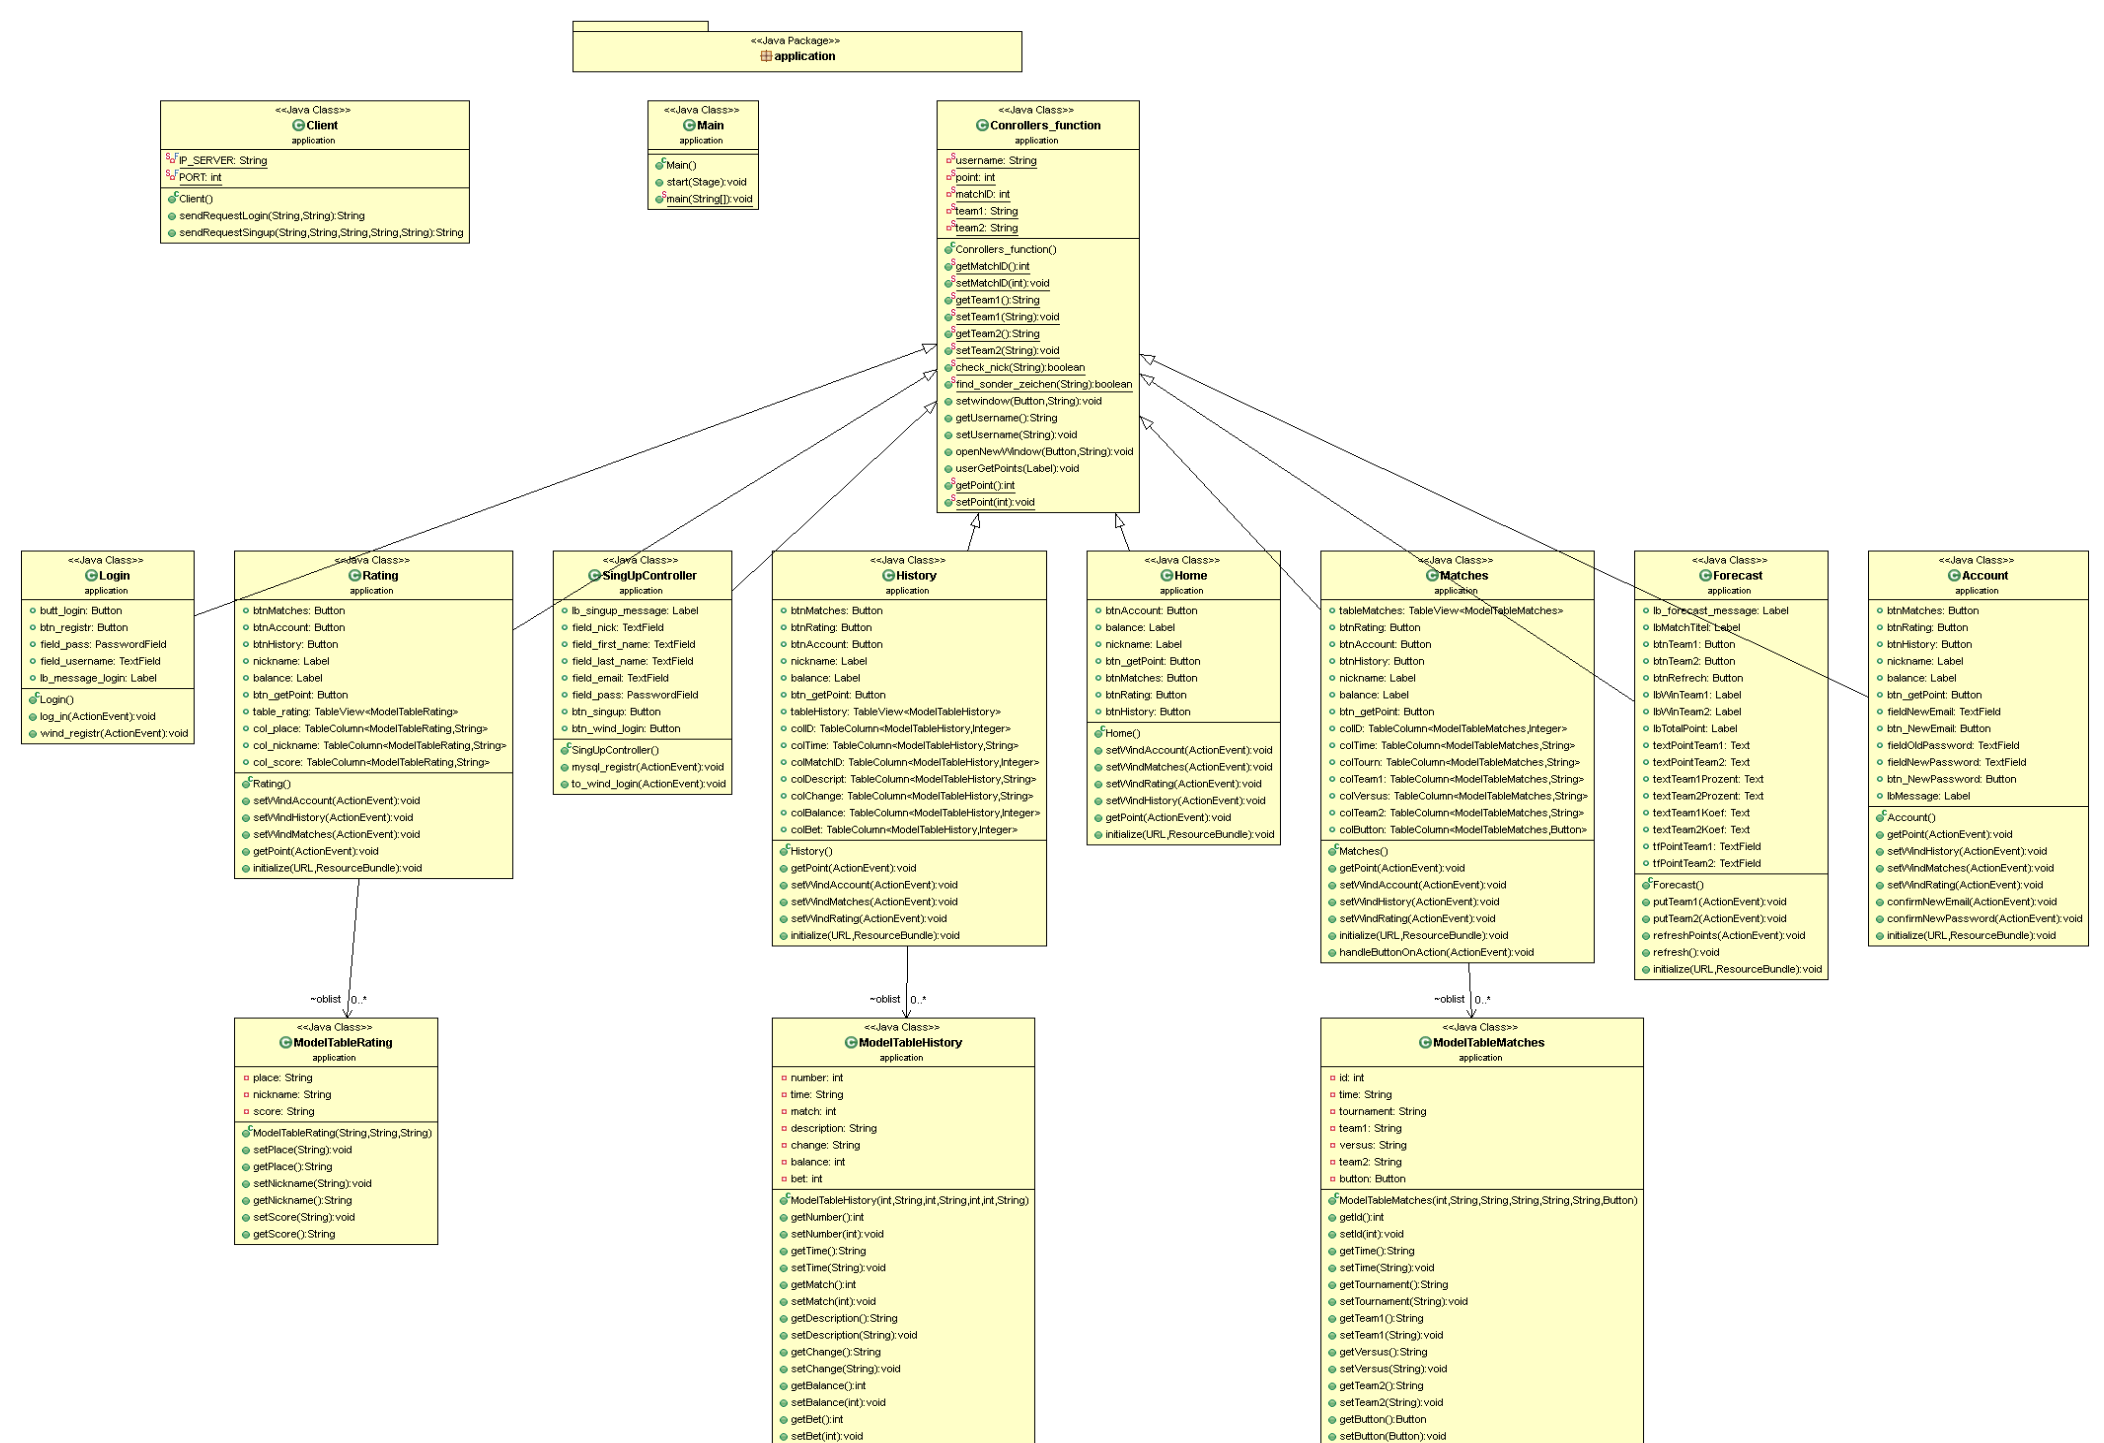 <<Java Package>>
application
<<Java Class>>
Client
application
IP_SERVER: String
PORT: int
Client()
sendRequestLogin(String,String):String
sendRequestSingup(String,String,String,String,String):String
<<Java Class>>
Main
application
Main()
start(Stage):void
main(String[]):void
<<Java Class>>
Conrollers_function
application
username: String
point: int
matchID: int
team1: String
team2: String
Conrollers_function()
getMatchID():int
setMatchID(int):void
getTeam1():String
setTeam1(String):void
getTeam2():String
setTeam2(String):void
check_nick(String):boolean
find_sonder_zeichen(String):boolean
setwindow(Button,String):void
getUsername():String
setUsername(String):void
openNewWindow(Button,String):void
userGetPoints(Label):void
getPoint():int
setPoint(int):void
<<Java Class>>
Login
application
butt_login: Button
btn_registr: Button
field_pass: PasswordField
field_username: TextField
lb_message_login: Label
Login()
log_in(ActionEvent):void
wind_registr(ActionEvent):void
<<Java Class>>
Rating
application
btnMatches: Button
btnAccount: Button
btnHistory: Button
nickname: Label
balance: Label
btn_getPoint: Button
table_rating: TableView<ModelTableRating>
col_place: TableColumn<ModelTableRating,String>
col_nickname: TableColumn<ModelTableRating,String>
col_score: TableColumn<ModelTableRating,String>
Rating()
setWindAccount(ActionEvent):void
setWindHistory(ActionEvent):void
setWindMatches(ActionEvent):void
getPoint(ActionEvent):void
initialize(URL,ResourceBundle):void
<<Java Class>>
SingUpController
application
lb_singup_message: Label
field_nick: TextField
field_first_name: TextField
field_last_name: TextField
field_email: TextField
field_pass: PasswordField
btn_singup: Button
btn_wind_login: Button
SingUpController()
mysql_registr(ActionEvent):void
to_wind_login(ActionEvent):void
<<Java Class>>
History
application
btnMatches: Button
btnRating: Button
btnAccount: Button
nickname: Label
balance: Label
btn_getPoint: Button
tableHistory: TableView<ModelTableHistory>
colID: TableColumn<ModelTableHistory,Integer>
colTime: TableColumn<ModelTableHistory,String>
colMatchID: TableColumn<ModelTableHistory,Integer>
colDescript: TableColumn<ModelTableHistory,String>
colChange: TableColumn<ModelTableHistory,String>
colBalance: TableColumn<ModelTableHistory,Integer>
colBet: TableColumn<ModelTableHistory,Integer>
History()
getPoint(ActionEvent):void
setWindAccount(ActionEvent):void
setWindMatches(ActionEvent):void
setWindRating(ActionEvent):void
initialize(URL,ResourceBundle):void
<<Java Class>>
Home
application
btnAccount: Button
balance: Label
nickname: Label
btn_getPoint: Button
btnMatches: Button
btnRating: Button
btnHistory: Button
Home()
setWindAccount(ActionEvent):void
setWindMatches(ActionEvent):void
setWindRating(ActionEvent):void
setWindHistory(ActionEvent):void
getPoint(ActionEvent):void
initialize(URL,ResourceBundle):void
<<Java Class>>
Matches
application
tableMatches: TableView<ModelTableMatches>
btnRating: Button
btnAccount: Button
btnHistory: Button
nickname: Label
balance: Label
btn_getPoint: Button
colID: TableColumn<ModelTableMatches,Integer>
colTime: TableColumn<ModelTableMatches,String>
colTourn: TableColumn<ModelTableMatches,String>
colTeam1: TableColumn<ModelTableMatches,String>
colVersus: TableColumn<ModelTableMatches,String>
colTeam2: TableColumn<ModelTableMatches,String>
colButton: TableColumn<ModelTableMatches,Button>
Matches()
getPoint(ActionEvent):void
setWindAccount(ActionEvent):void
setWindHistory(ActionEvent):void
setWindRating(ActionEvent):void
initialize(URL,ResourceBundle):void
handleButtonOnAction(ActionEvent):void
<<Java Class>>
Forecast
application
lb_forecast_message: Label
lbMatchTitel: Label
btnTeam1: Button
btnTeam2: Button
btnRefrech: Button
lbWinTeam1: Label
lbWinTeam2: Label
lbTotalPoint: Label
textPointTeam1: Text
textPointTeam2: Text
textTeam1Prozent: Text
textTeam2Prozent: Text
textTeam1Koef: Text
textTeam2Koef: Text
tfPointTeam1: TextField
tfPointTeam2: TextField
Forecast()
putTeam1(ActionEvent):void
putTeam2(ActionEvent):void
refreshPoints(ActionEvent):void
refresh():void
initialize(URL,ResourceBundle):void
<<Java Class>>
Account
application
btnMatches: Button
btnRating: Button
btnHistory: Button
nickname: Label
balance: Label
btn_getPoint: Button
fieldNewEmail: TextField
btn_NewEmail: Button
fieldOldPassword: TextField
fieldNewPassword: TextField
btn_NewPassword: Button
lbMessage: Label
Account()
getPoint(ActionEvent):void
setWindHistory(ActionEvent):void
setWindMatches(ActionEvent):void
setWindRating(ActionEvent):void
confirmNewEmail(ActionEvent):void
confirmNewPassword(ActionEvent):void
initialize(URL,ResourceBundle):void
~oblist 0..*
~oblist 0..*
~oblist 0..*
<<Java Class>>
ModelTableRating
application
place: String
nickname: String
score: String
ModelTableRating(String,String,String)
setPlace(String):void
getPlace():String
setNickname(String):void
getNickname():String
setScore(String):void
getScore():String
<<Java Class>>
ModelTableHistory
application
number: int
time: String
match: int
description: String
change: String
balance: int
bet: int
ModelTableHistory(int,String,int,String,int,int,String)
getNumber():int
setNumber(int):void
getTime():String
setTime(String):void
getMatch():int
setMatch(int):void
getDescription():String
setDescription(String):void
getChange():String
setChange(String):void
getBalance():int
setBalance(int):void
getBet():int
setBet(int):void
<<Java Class>>
ModelTableMatches
application
id: int
time: String
tournament: String
team1: String
versus: String
team2: String
button: Button
ModelTableMatches(int,String,String,String,String,String,Button)
getId():int
setId(int):void
getTime():String
setTime(String):void
getTournament():String
setTournament(String):void
getTeam1():String
setTeam1(String):void
getVersus():String
setVersus(String):void
getTeam2():String
setTeam2(String):void
getButton():Button
setButton(Button):void